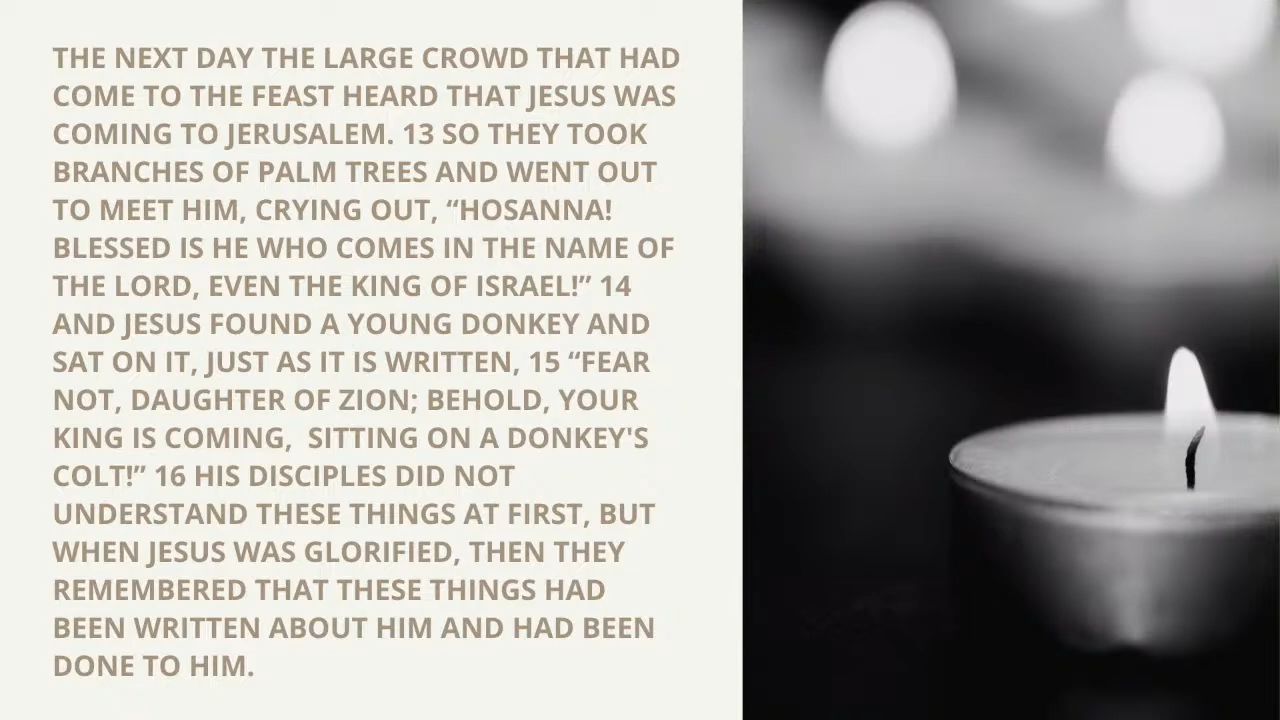 THE NEXT DAY THE LARGE CROWD THAT HAD
COME TO THE FEAST HEARD THAT JESUS WAS
COMING TO JERUSALEM. 13 SO THEY TOOK
BRANCHES OF PALM TREES AND WENT OUT
TO MEET HIM, CRYING OUT, “HOSANNA!
BLESSED IS HE WHO COMES IN THE NAME OF
THE LORD, EVEN THE KING OF ISRAEL!” 14
AND JESUS FOUND A YOUNG DONKEY AND
SAT ON IT, JUST AS IT IS WRITTEN, 15 “FEAR
NOT, DAUGHTER OF ZION; BEHOLD, YOUR
KING IS COMING,  SITTING ON A DONKEY'S
COLT!” 16 HIS DISCIPLES DID NOT
UNDERSTAND THESE THINGS AT FIRST, BUT
WHEN JESUS WAS GLORIFIED, THEN THEY
REMEMBERED THAT THESE THINGS HAD
BEEN WRITTEN ABOUT HIM AND HAD BEEN
DONE TO HIM.